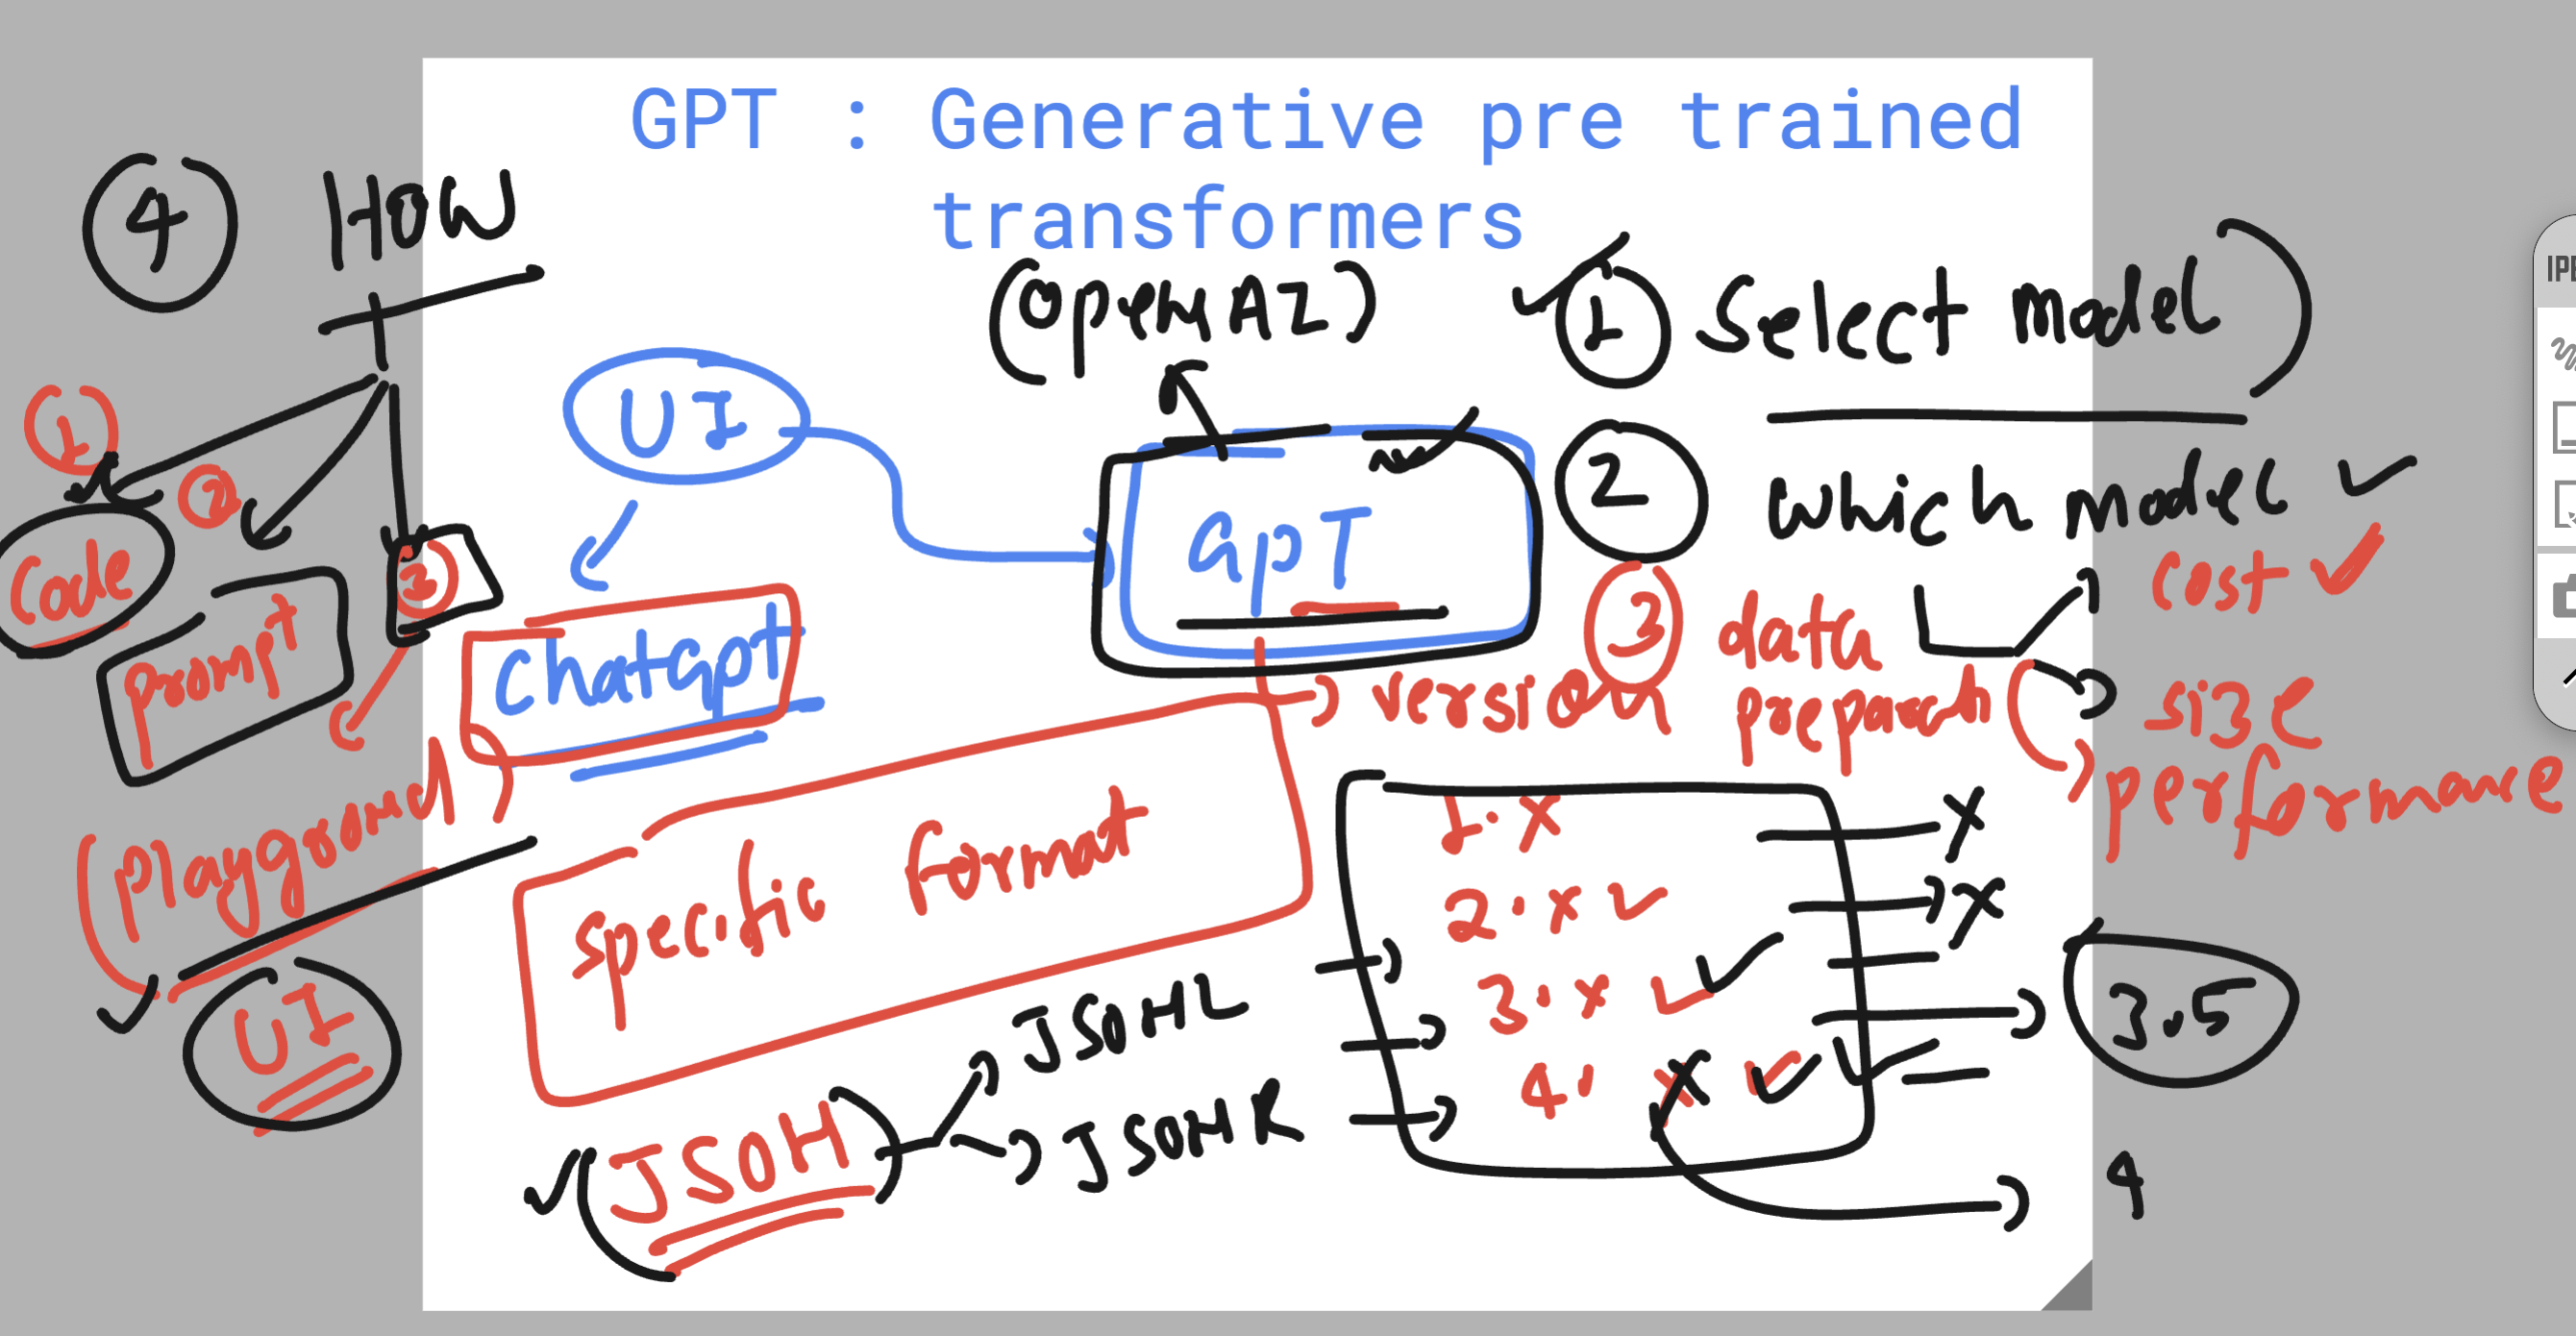 GPT : Generative pre trained
transformers
(OpenAI)
④ HOW
① Code
② prompt
③
(playground)
UI
UI
Chatgpt
GpT
① Select model
② which model
cost
size
performance
③ data
version
specific format
JSON
JSONL
1.x
2.x
3.x
4.x
x
x
3.5
4